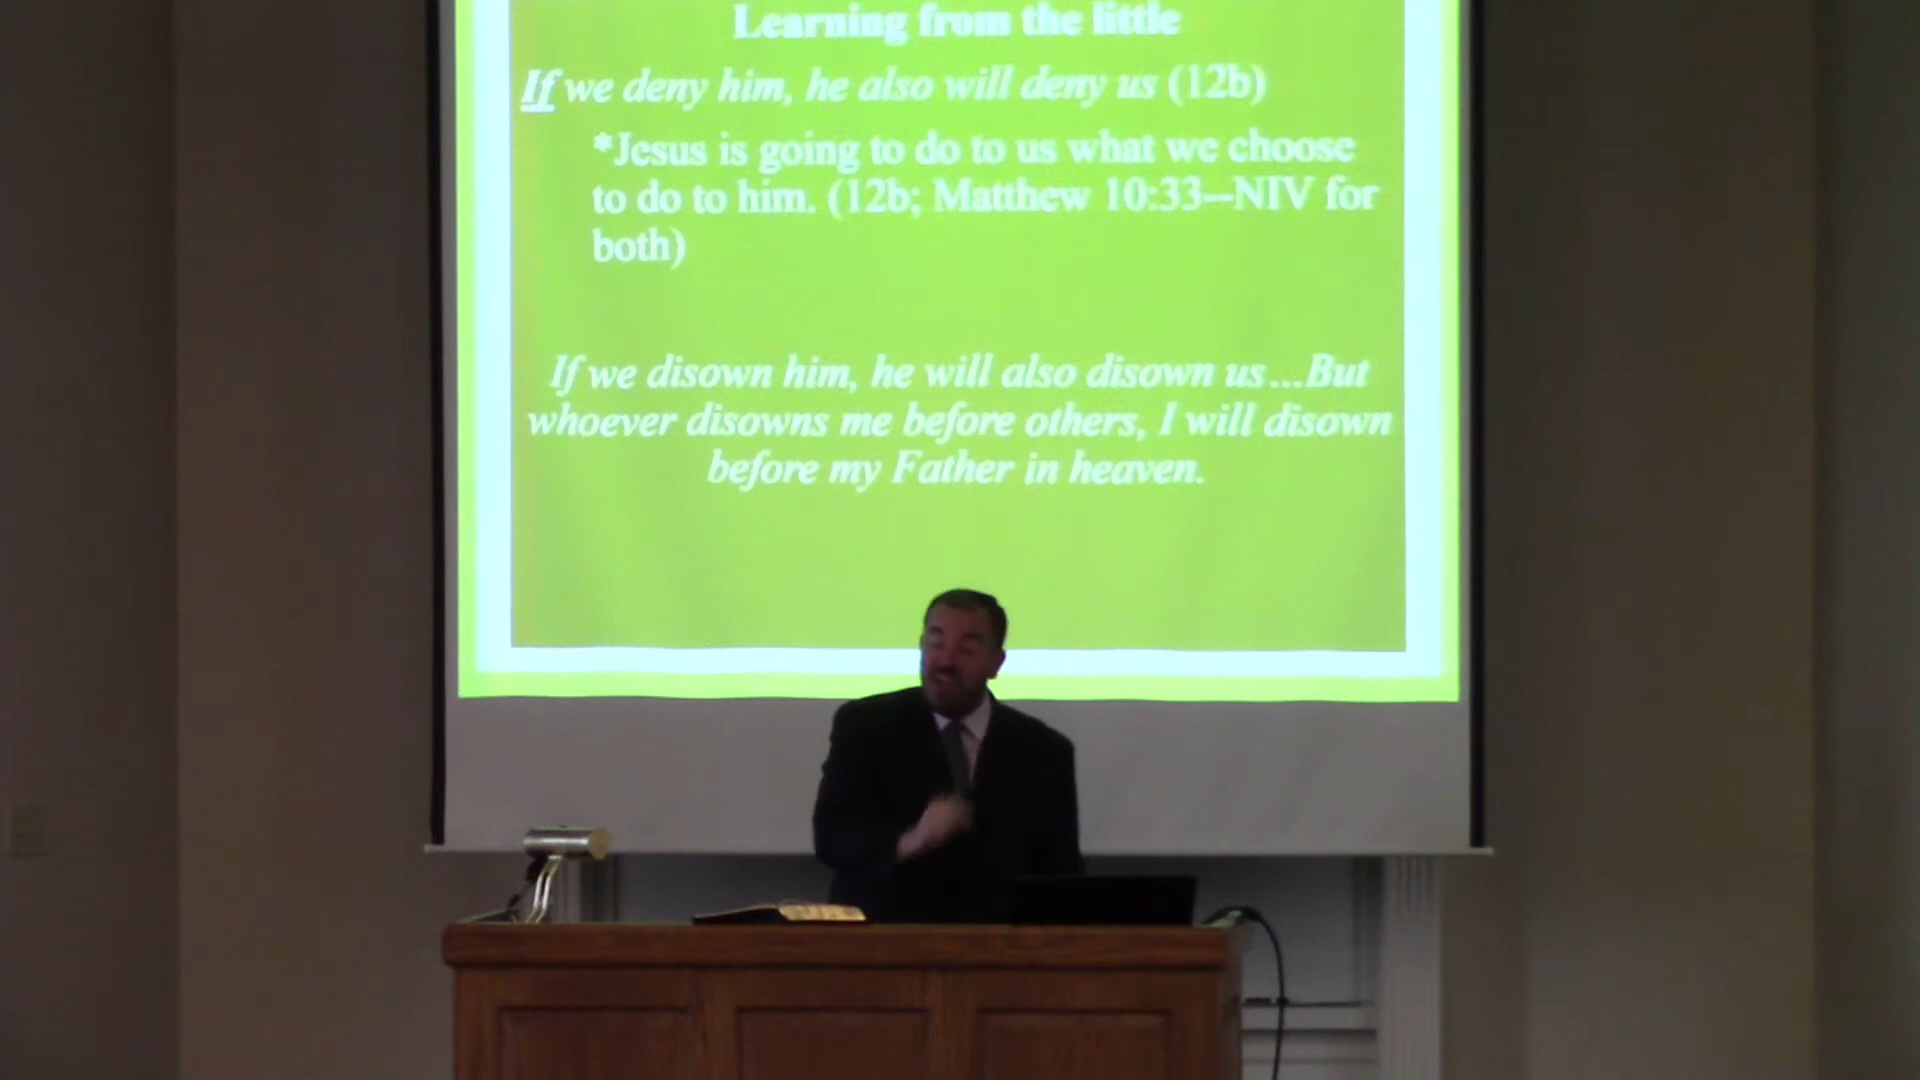 Learning from the little
If we deny him, he also will deny us (12b)
*Jesus is going to do to us what we choose
to do to him. (12b; Matthew 10:33–NIV for
both)
If we disown him, he will also disown us...But
whoever disowns me before others, I will disown
before my Father in heaven.